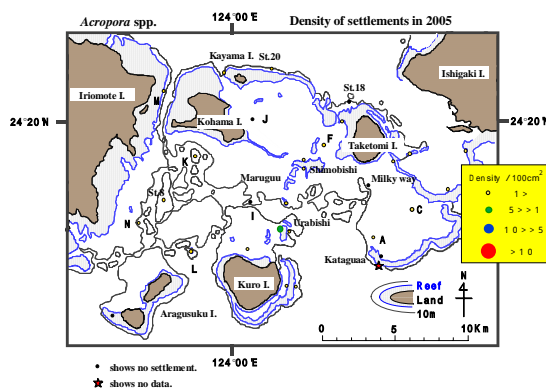 Acropora spp.
124°00'E
Density of settlements in 2005
Kayama I.
St.20
Ishigaki I.
Iriomote I.
St.18
M
24°20'
Kohama I.
J
24°20'
F
Taketomi I.
K
Shimobishi
Maruguu
Milky way
St.8
C
N
I
Urabishi
A
L
Kataguaa
Kuro I.
Aragusuku I.
Density /100cm²
1>
5>>1
10>>5
>10
Reef
Land
10m
N
0 5 10Km
124°00'E
• shows no settlement.
★ shows no data.